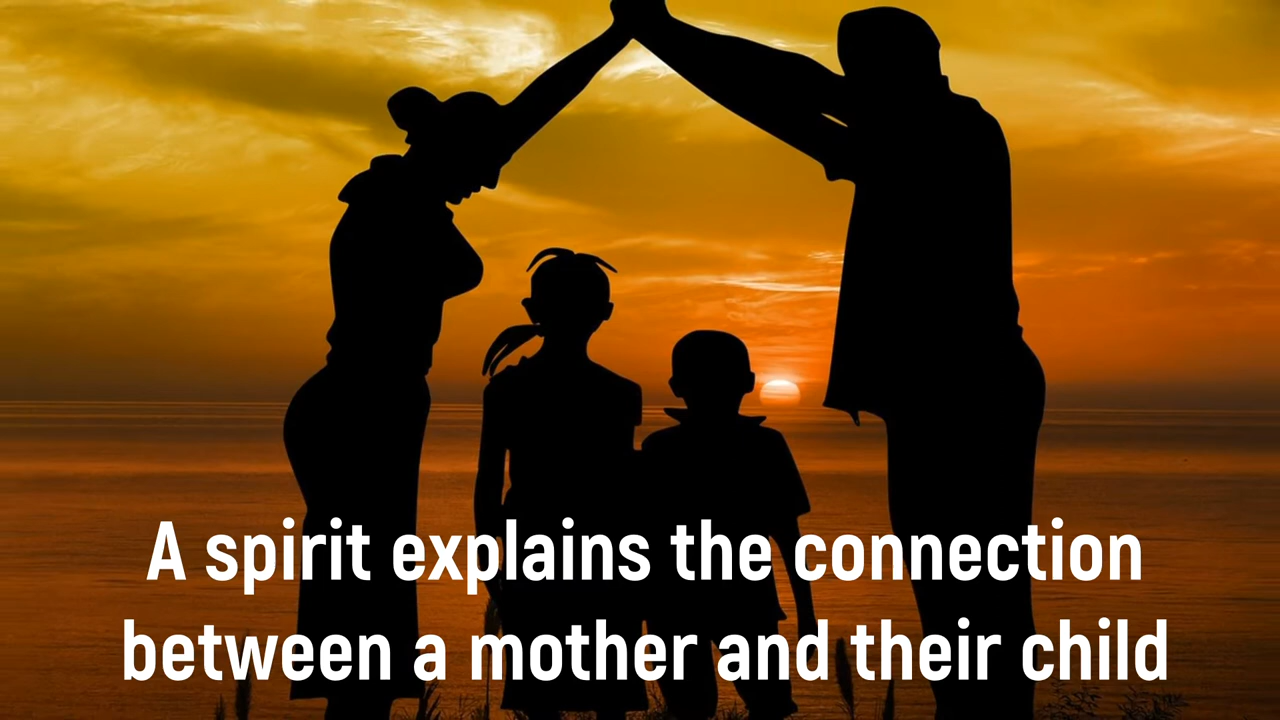 A spirit explains the connection
between a mother and their child